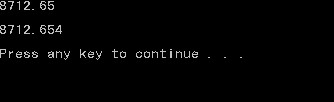 8712.65
8712.654
Press any key to continue . . .